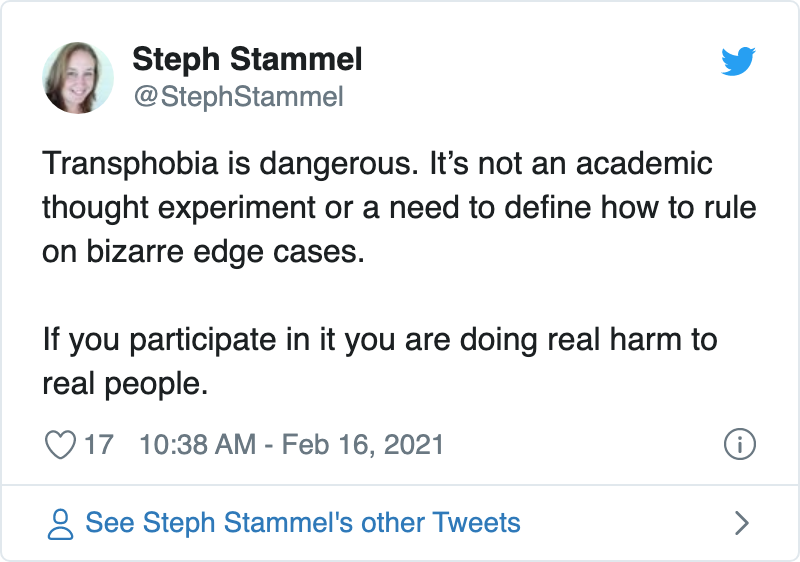 Steph Stammel
@StephStammel
Transphobia is dangerous. It’s not an academic
thought experiment or a need to define how to rule
on bizarre edge cases.
If you participate in it you are doing real harm to
real people.
17 10:38 AM - Feb 16, 2021
See Steph Stammel's other Tweets